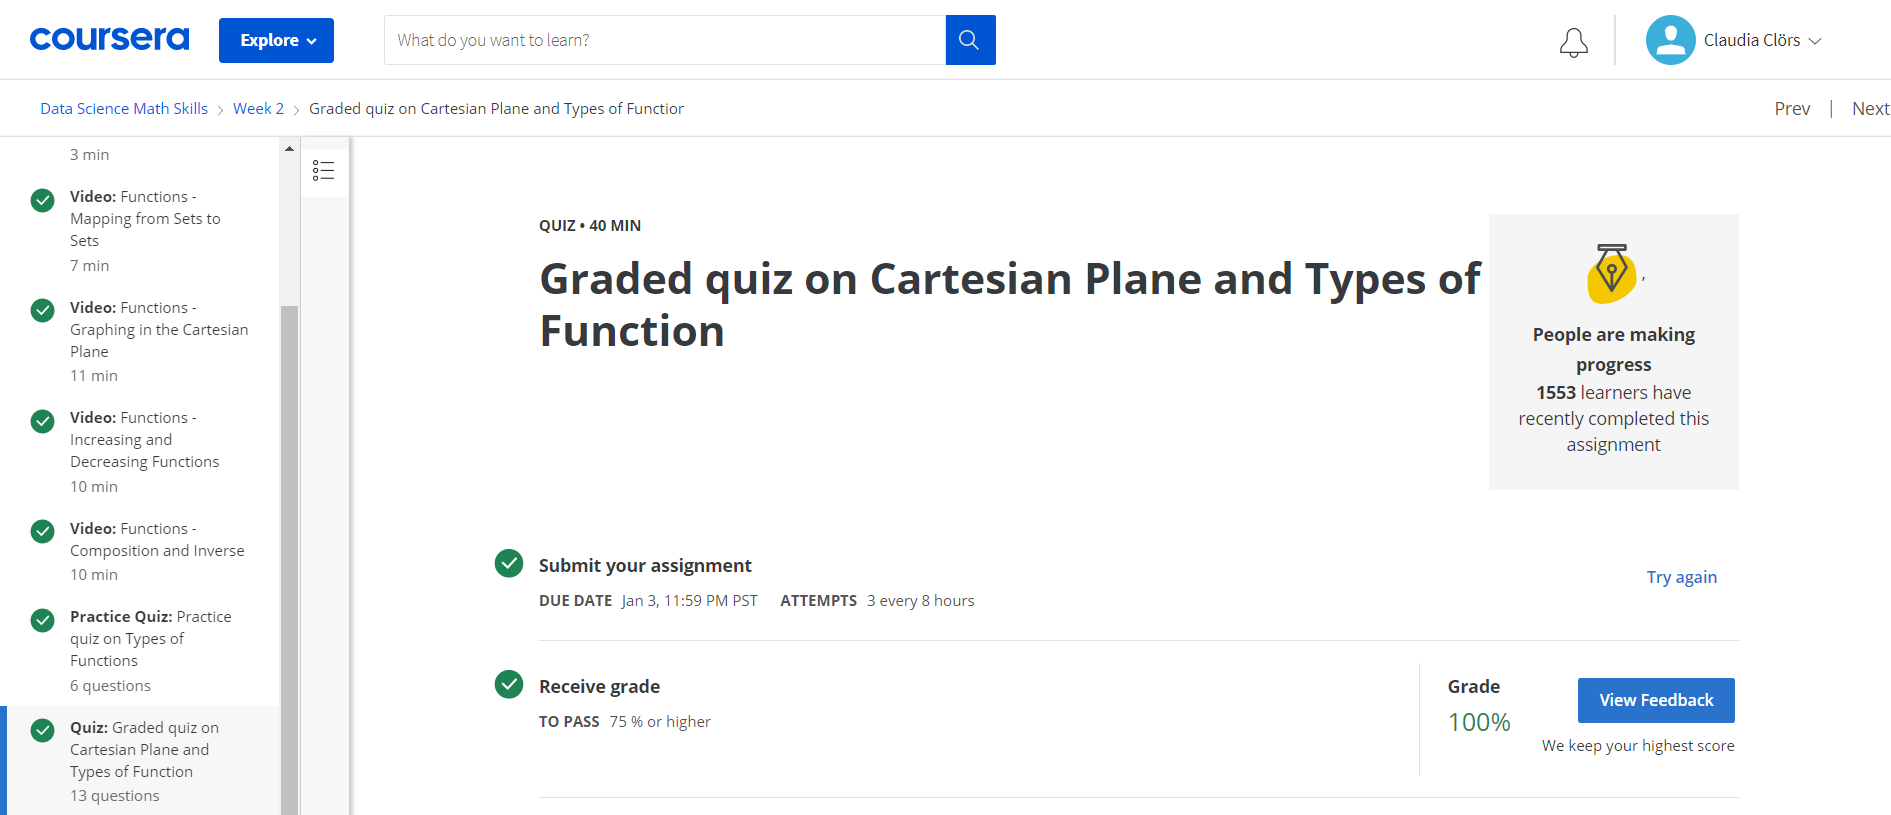 coursera
Explore
What do you want to learn?
Claudia Clörs
Data Science Math Skills
Week 2
Graded quiz on Cartesian Plane and Types of Functior
Prev
Next
3 min
Video: Functions -
Mapping from Sets to
Sets
7 min
Video: Functions -
Graphing in the Cartesian
Plane
11 min
Video: Functions -
Increasing and
Decreasing Functions
10 min
Video: Functions -
Composition and Inverse
10 min
Practice Quiz: Practice
quiz on Types of
Functions
6 questions
Quiz: Graded quiz on
Cartesian Plane and
Types of Function
13 questions
QUIZ • 40 MIN
Graded quiz on Cartesian Plane and Types of
Function
People are making
progress
1553 learners have
recently completed this
assignment
Submit your assignment
DUE DATE Jan 3, 11:59 PM PST ATTEMPTS 3 every 8 hours
Try again
Receive grade
TO PASS 75 % or higher
Grade
100%
View Feedback
We keep your highest score